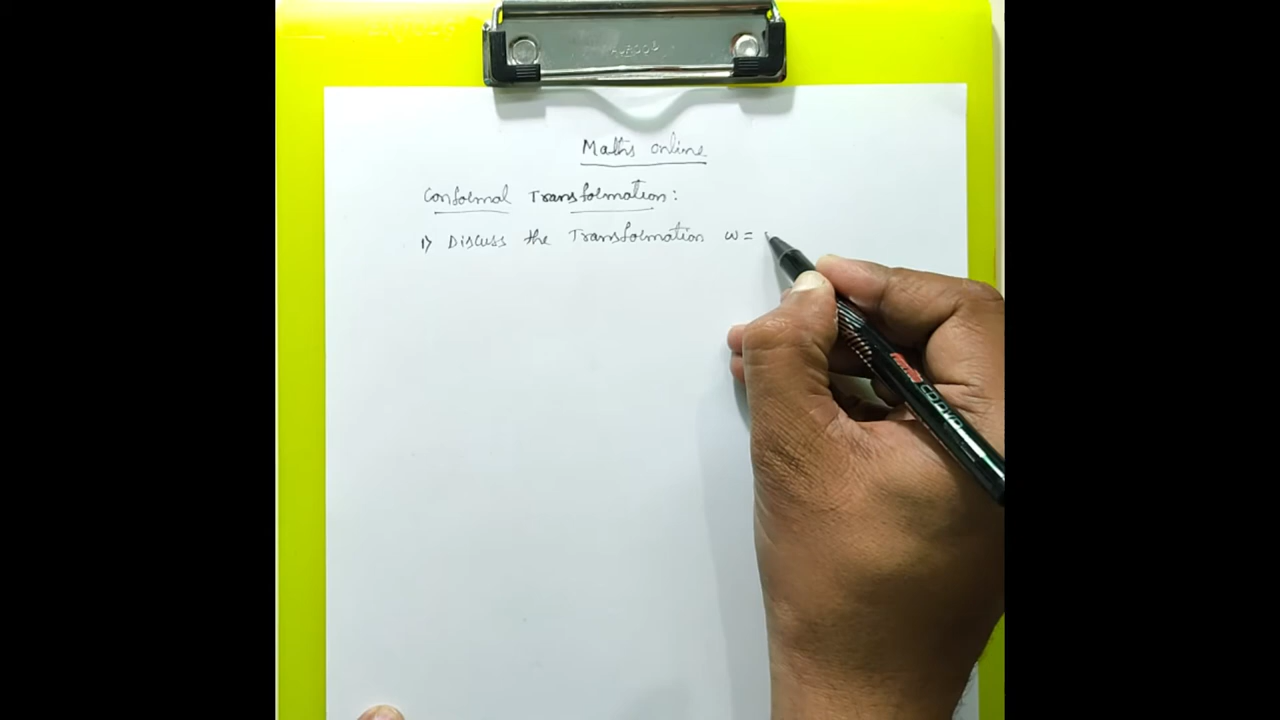 Maths online
Conformal Transformation:
1) Discuss the Transformation w =